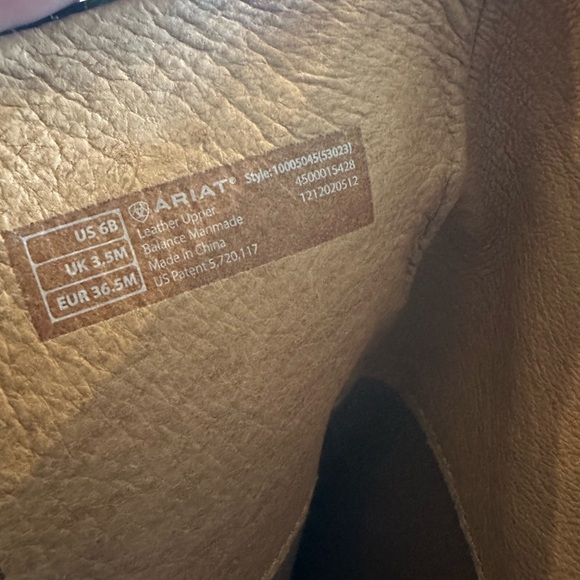 US 6B
UK 3.5M
EUR 36.5M
ARIAT® Style:10005045(53023)
Leather Upper 4500015428
Balance Manmade T212020512
Made in China
US Patent 5,720,117